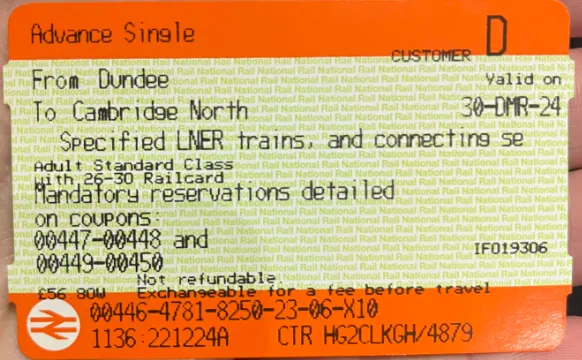 Advance Single
CUSTOMER D
From Dundee Valid on
To Cambridge North 30-DMR-24
Specified LNER trains, and connecting se
Adult Standard Class
with 26-30 Railcard
Mandatory reservations detailed
on coupons:
00447-00448 and
00449-00450 IF019306
Not refundable
£56.80W Exchangeable for a fee before travel
00446-4781-8250-23-06-X10
1136:221224A CTR HG2CLKGH/4879